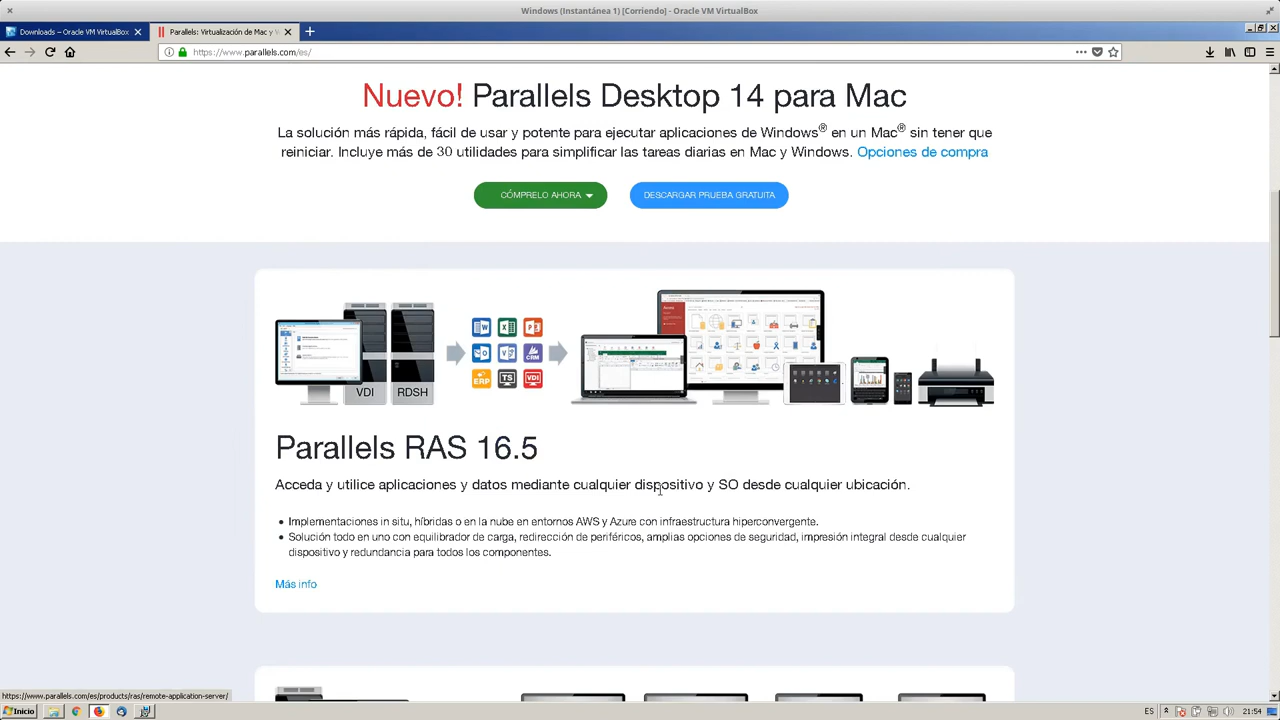 Windows (Instantánea 1) [Corriendo] - Oracle VM VirtualBox
Downloads – Oracle VM VirtualBox
Parallels: Virtualización de Mac y
https://www.parallels.com/es/
Nuevo! Parallels Desktop 14 para Mac
La solución más rápida, fácil de usar y potente para ejecutar aplicaciones de Windows® en un Mac® sin tener que
reiniciar. Incluye más de 30 utilidades para simplificar las tareas diarias en Mac y Windows. Opciones de compra
CÓMPRELO AHORA
DESCARGAR PRUEBA GRATUITA
VDI
RDSH
CRM
ERP
TS
VDI
Parallels RAS 16.5
Acceda y utilice aplicaciones y datos mediante cualquier dispositivo y SO desde cualquier ubicación.
Implementaciones in situ, híbridas o en la nube en entornos AWS y Azure con infraestructura hiperconvergente.
Solución todo en uno con equilibrador de carga, redirección de periféricos, amplias opciones de seguridad, impresión integral desde cualquier
dispositivo y redundancia para todos los componentes.
Más info
https://www.parallels.com/es/products/ras/remote-application-server/
Inicio
ES
21:54